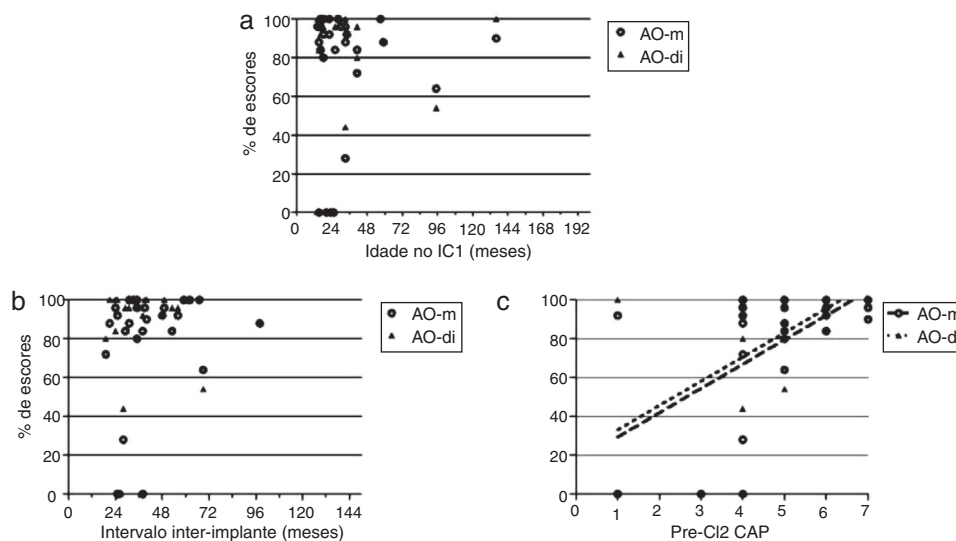 a
% de escores
100
80
60
40
20
0
0 24 48 72 96 120 144 168 192
Idade no IC1 (meses)
AO-m
AO-di
b
% de escores
100
80
60
40
20
0
0 24 48 72 96 120 144
Intervalo inter-implante (meses)
AO-m
AO-di
c
100
80
60
40
20
0
0 1 2 3 4 5 6 7
Pre-Cl2 CAP
AO-m
AO-d